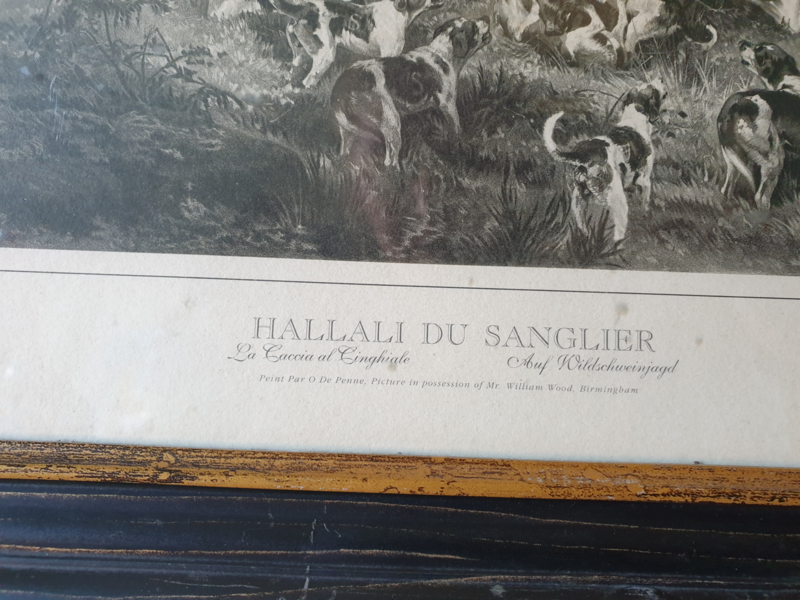 HALLALI DU SANGLIER
La Caccia al Cinghiale Auf Wildschweinjagd
Peint Par O De Penne, Picture in possession of Mr. William Wood, Birmingbam